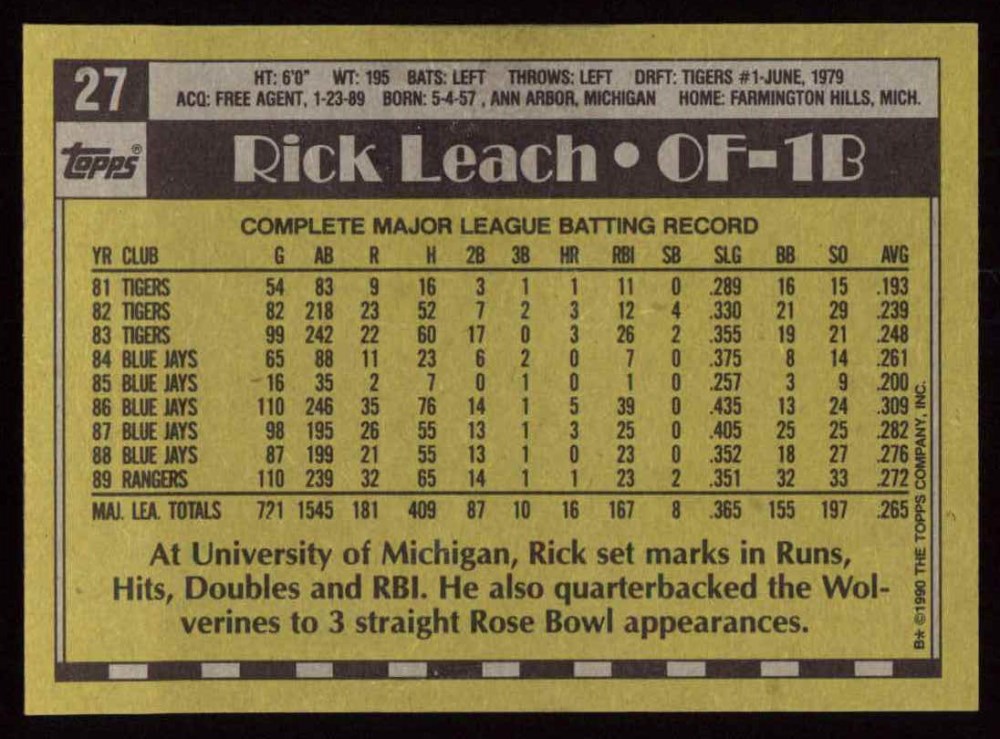 27
HT: 6'0" WT: 195 BATS: LEFT THROWS: LEFT DRFT: TIGERS #1-JUNE, 1979
ACQ: FREE AGENT, 1-23-89 BORN: 5-4-57, ANN ARBOR, MICHIGAN HOME: FARMINGTON HILLS, MICH.
topps®
Rick Leach • OF-1B
COMPLETE MAJOR LEAGUE BATTING RECORD
YR CLUB G AB R H 2B 3B HR RBI SB SLG BB SO AVG
81 TIGERS 54 83 9 16 3 1 1 11 0 .289 16 15 .193
82 TIGERS 82 218 23 52 7 2 3 12 4 .330 21 29 .239
83 TIGERS 99 242 22 60 17 0 3 26 2 .355 19 21 .248
84 BLUE JAYS 65 88 11 23 6 2 0 7 0 .375 8 14 .261
85 BLUE JAYS 16 35 2 7 0 1 0 1 0 .257 3 9 .200
86 BLUE JAYS 110 246 35 76 14 1 5 39 0 .435 13 24 .309
87 BLUE JAYS 98 195 26 55 13 1 3 25 0 .405 25 25 .282
88 BLUE JAYS 87 199 21 55 13 1 0 23 0 .352 18 27 .276
89 RANGERS 110 239 32 65 14 1 1 23 2 .351 32 33 .272
MAJ. LEA. TOTALS 721 1545 181 409 87 10 16 167 8 .365 155 197 .265
At University of Michigan, Rick set marks in Runs,
Hits, Doubles and RBI. He also quarterbacked the Wol-
verines to 3 straight Rose Bowl appearances.
B* ©1990 THE TOPPS COMPANY, INC.